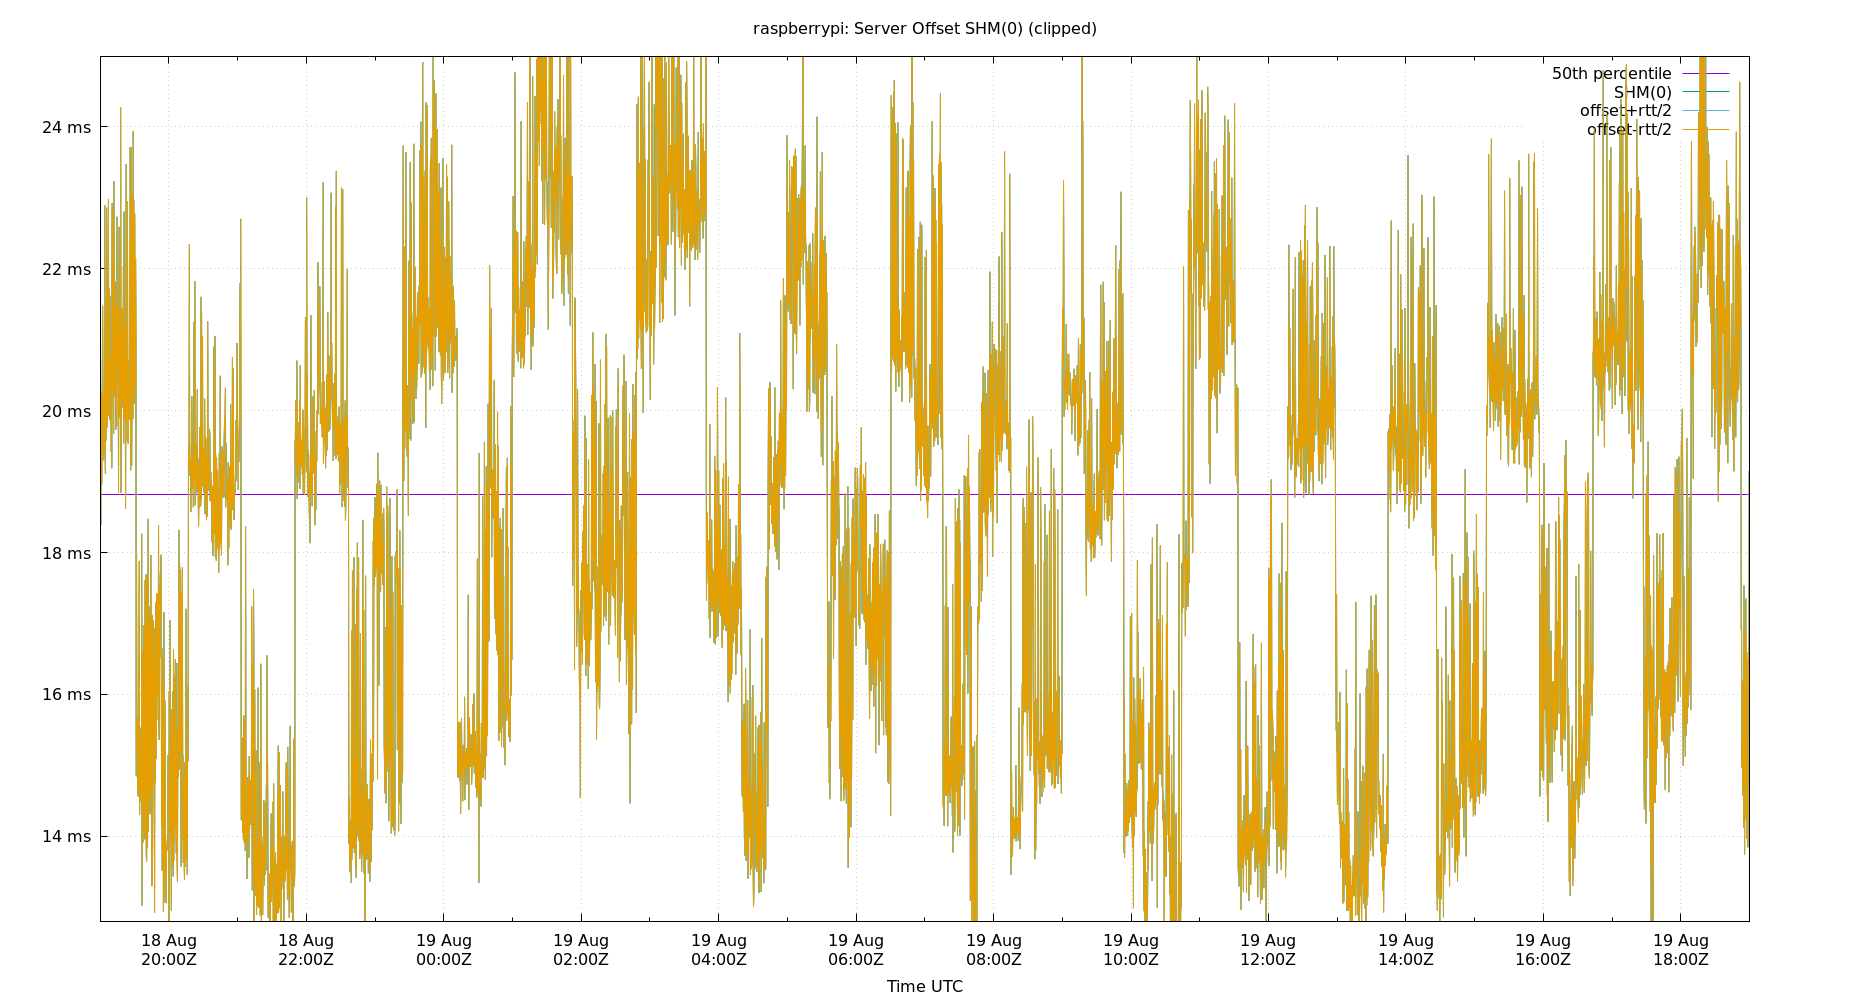 raspberrypi: Server Offset SHM(0) (clipped)
50th percentile
SHM(0)
offset+rtt/2
offset-rtt/2
24 ms
22 ms
20 ms
18 ms
16 ms
14 ms
18 Aug 18 Aug 19 Aug 19 Aug 19 Aug 19 Aug 19 Aug 19 Aug 19 Aug 19 Aug 19 Aug 19 Aug
20:00Z 22:00Z 00:00Z 02:00Z 04:00Z 06:00Z 08:00Z 10:00Z 12:00Z 14:00Z 16:00Z 18:00Z
Time UTC